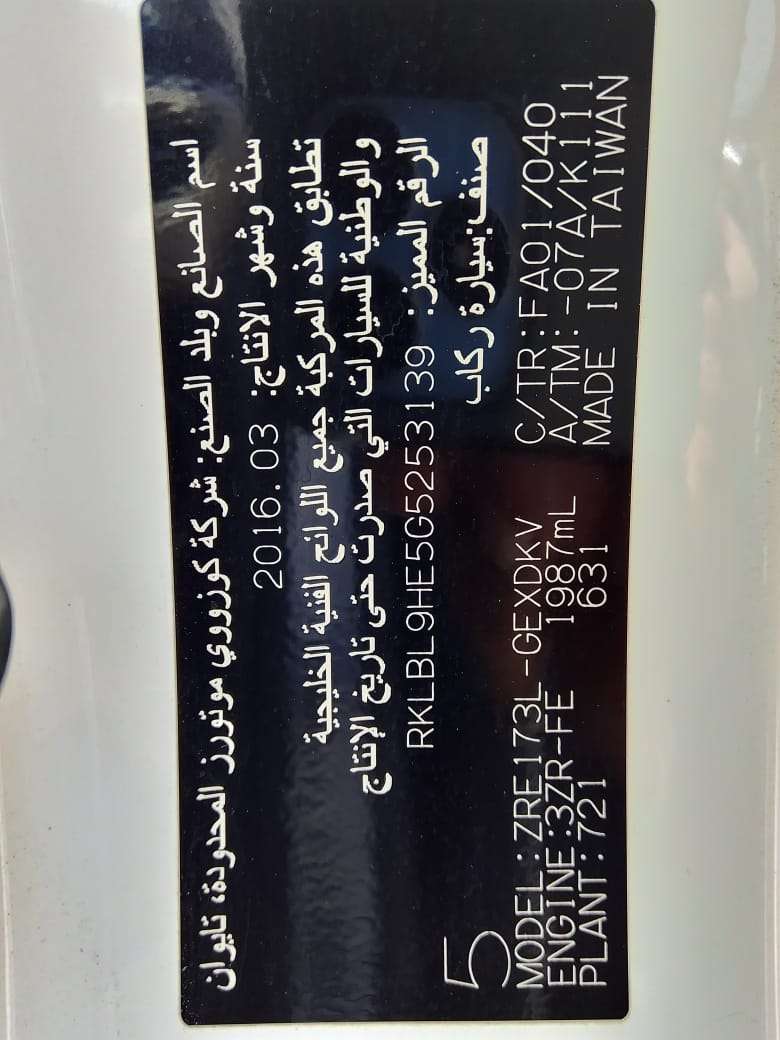 اسم الصانع وبلد الصنع: شركة كوزووي موتورز المحدودة، تايوان
سنة وشهر الانتاج: 2016.03
تطابق هذه المركبة جميع اللوائح الفنية الخليجية
والوطنية للسيارات التي صدرت حتى تاريخ الإنتاج
الرقم المميز: RKLBL9HE5G5253139
صنف:سيارة ركاب
5
MODEL:ZRE173L-GEXDKV C/TR:FA01/040
ENGINE:3ZR-FE 1987mL A/TM:-07A/K111
PLANT:721 631 MADE IN TAIWAN